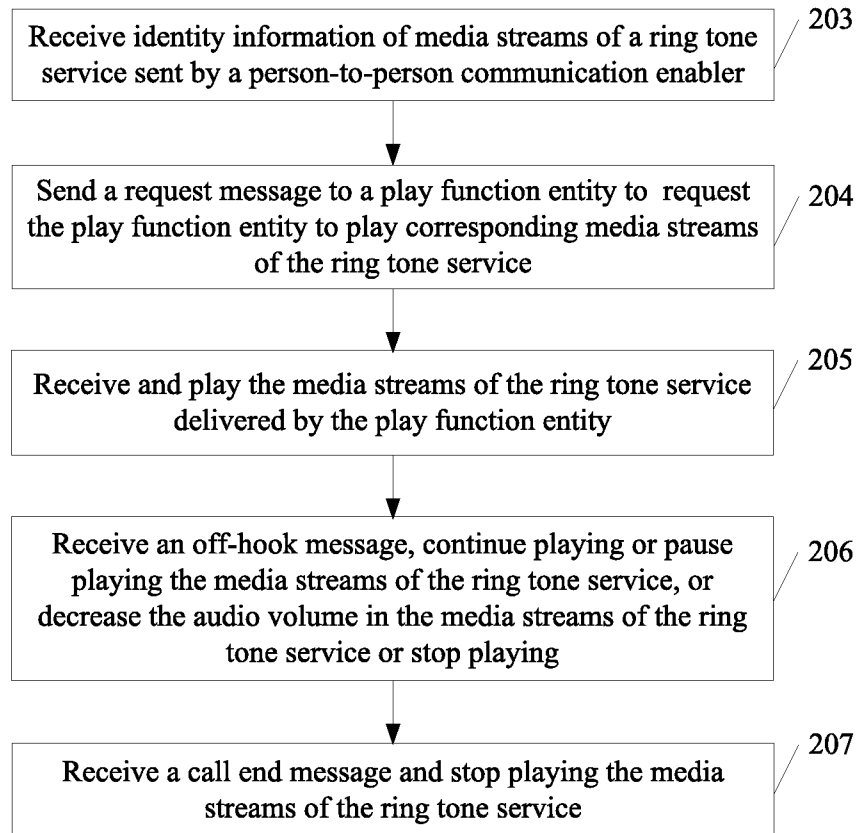 Receive identity information of media streams of a ring tone
service sent by a person-to-person communication enabler
203
Send a request message to a play function entity to request
the play function entity to play corresponding media streams
of the ring tone service
204
Receive and play the media streams of the ring tone service
delivered by the play function entity
205
Receive an off-hook message, continue playing or pause
playing the media streams of the ring tone service, or
decrease the audio volume in the media streams of the ring
tone service or stop playing
206
Receive a call end message and stop playing the media
streams of the ring tone service
207